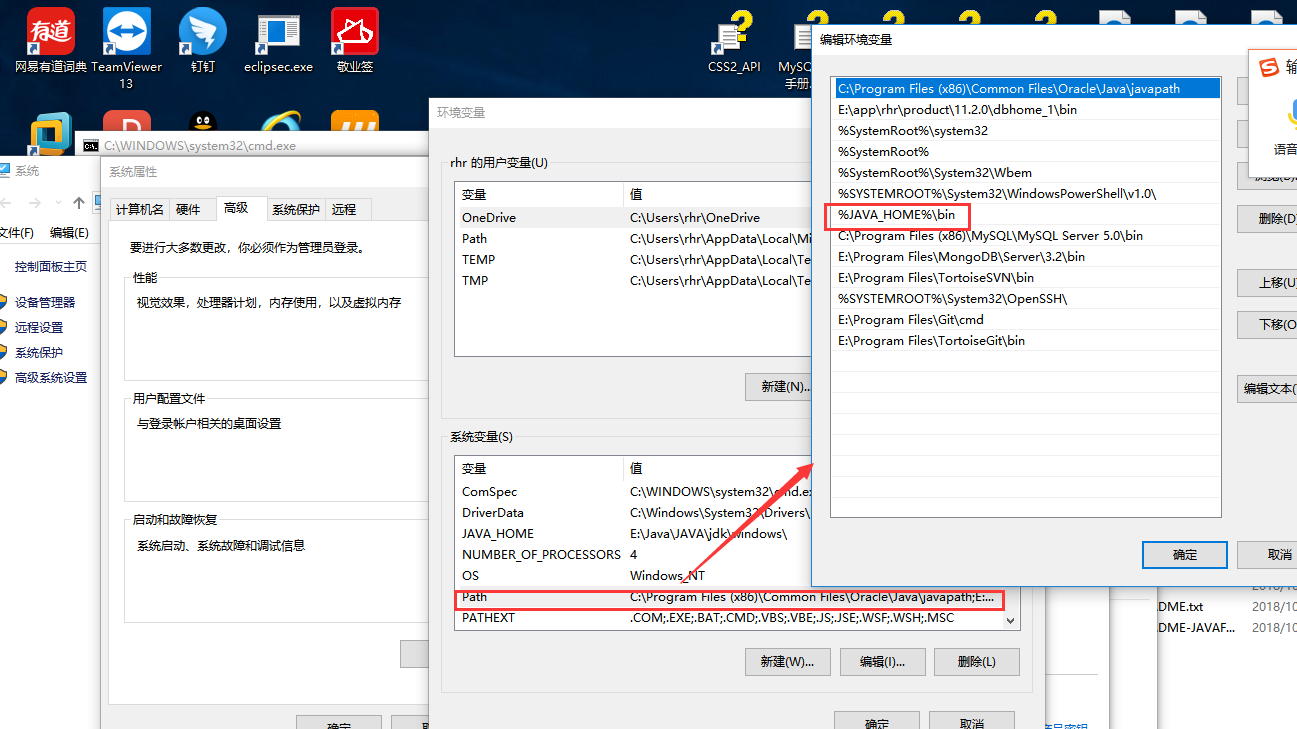 有道
网易有道词典
TeamViewer
13
钉钉
eclipsec.exe
敬业签
CSS2_API
手册
C:\WINDOWS\system32\cmd.exe
系统
文件(F)
编辑(E)
控制面板主页
设备管理器
远程设置
系统保护
高级系统设置
系统属性
计算机名
硬件
高级
系统保护
远程
要进行大多数更改，你必须作为管理员登录。
性能
视觉效果，处理器计划，内存使用，以及虚拟内存
用户配置文件
与登录帐户相关的桌面设置
启动和故障恢复
系统启动、系统故障和调试信息
确定
环境变量
rhr 的用户变量(U)
变量 值
OneDrive C:\Users\rhr\OneDrive
Path C:\Users\rhr\AppData\Local\Mi
TEMP C:\Users\rhr\AppData\Local\Te
TMP C:\Users\rhr\AppData\Local\Te
新建(N)...
系统变量(S)
变量 值
ComSpec C:\WINDOWS\system32\cmd.ex
DriverData C:\Windows\System32\Drivers\
JAVA_HOME E:\Java\JAVA\jdk\windows\
NUMBER_OF_PROCESSORS 4
OS Windows_NT
Path C:\Program Files (x86)\Common Files\Oracle\Java\javapath;E:...
PATHEXT .COM;.EXE;.BAT;.CMD;.VBS;.VBE;.JS;.JSE;.WSF;.WSH;.MSC
新建(W)...
编辑(I)...
删除(L)
确定
取消
编辑环境变量
C:\Program Files (x86)\Common Files\Oracle\Java\javapath
E:\app\rhr\product\11.2.0\dbhome_1\bin
%SystemRoot%\system32
%SystemRoot%
%SystemRoot%\System32\Wbem
%SYSTEMROOT%\System32\WindowsPowerShell\v1.0\
%JAVA_HOME%\bin
C:\Program Files (x86)\MySQL\MySQL Server 5.0\bin
E:\Program Files\MongoDB\Server\3.2\bin
E:\Program Files\TortoiseSVN\bin
%SYSTEMROOT%\System32\OpenSSH\
E:\Program Files\Git\cmd
E:\Program Files\TortoiseGit\bin
删除(D)
上移(U)
下移(O
编辑文本(
确定
取消
语音
DME.txt 2018/10
DME-JAVAF... 2018/10